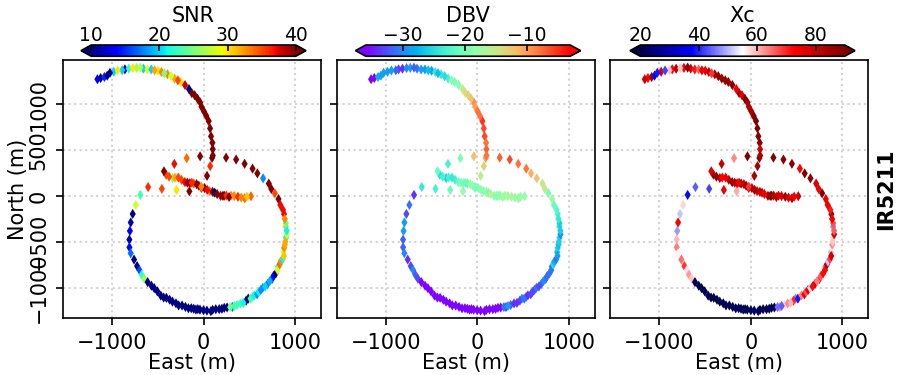 SNR DBV Xc
10 20 30 40 −30 −20 −10 20 40 60 80
North (m)
1000
500
0
−500
−1000
−1000 0 1000 −1000 0 1000 −1000 0 1000
East (m) East (m) East (m)
IR5211